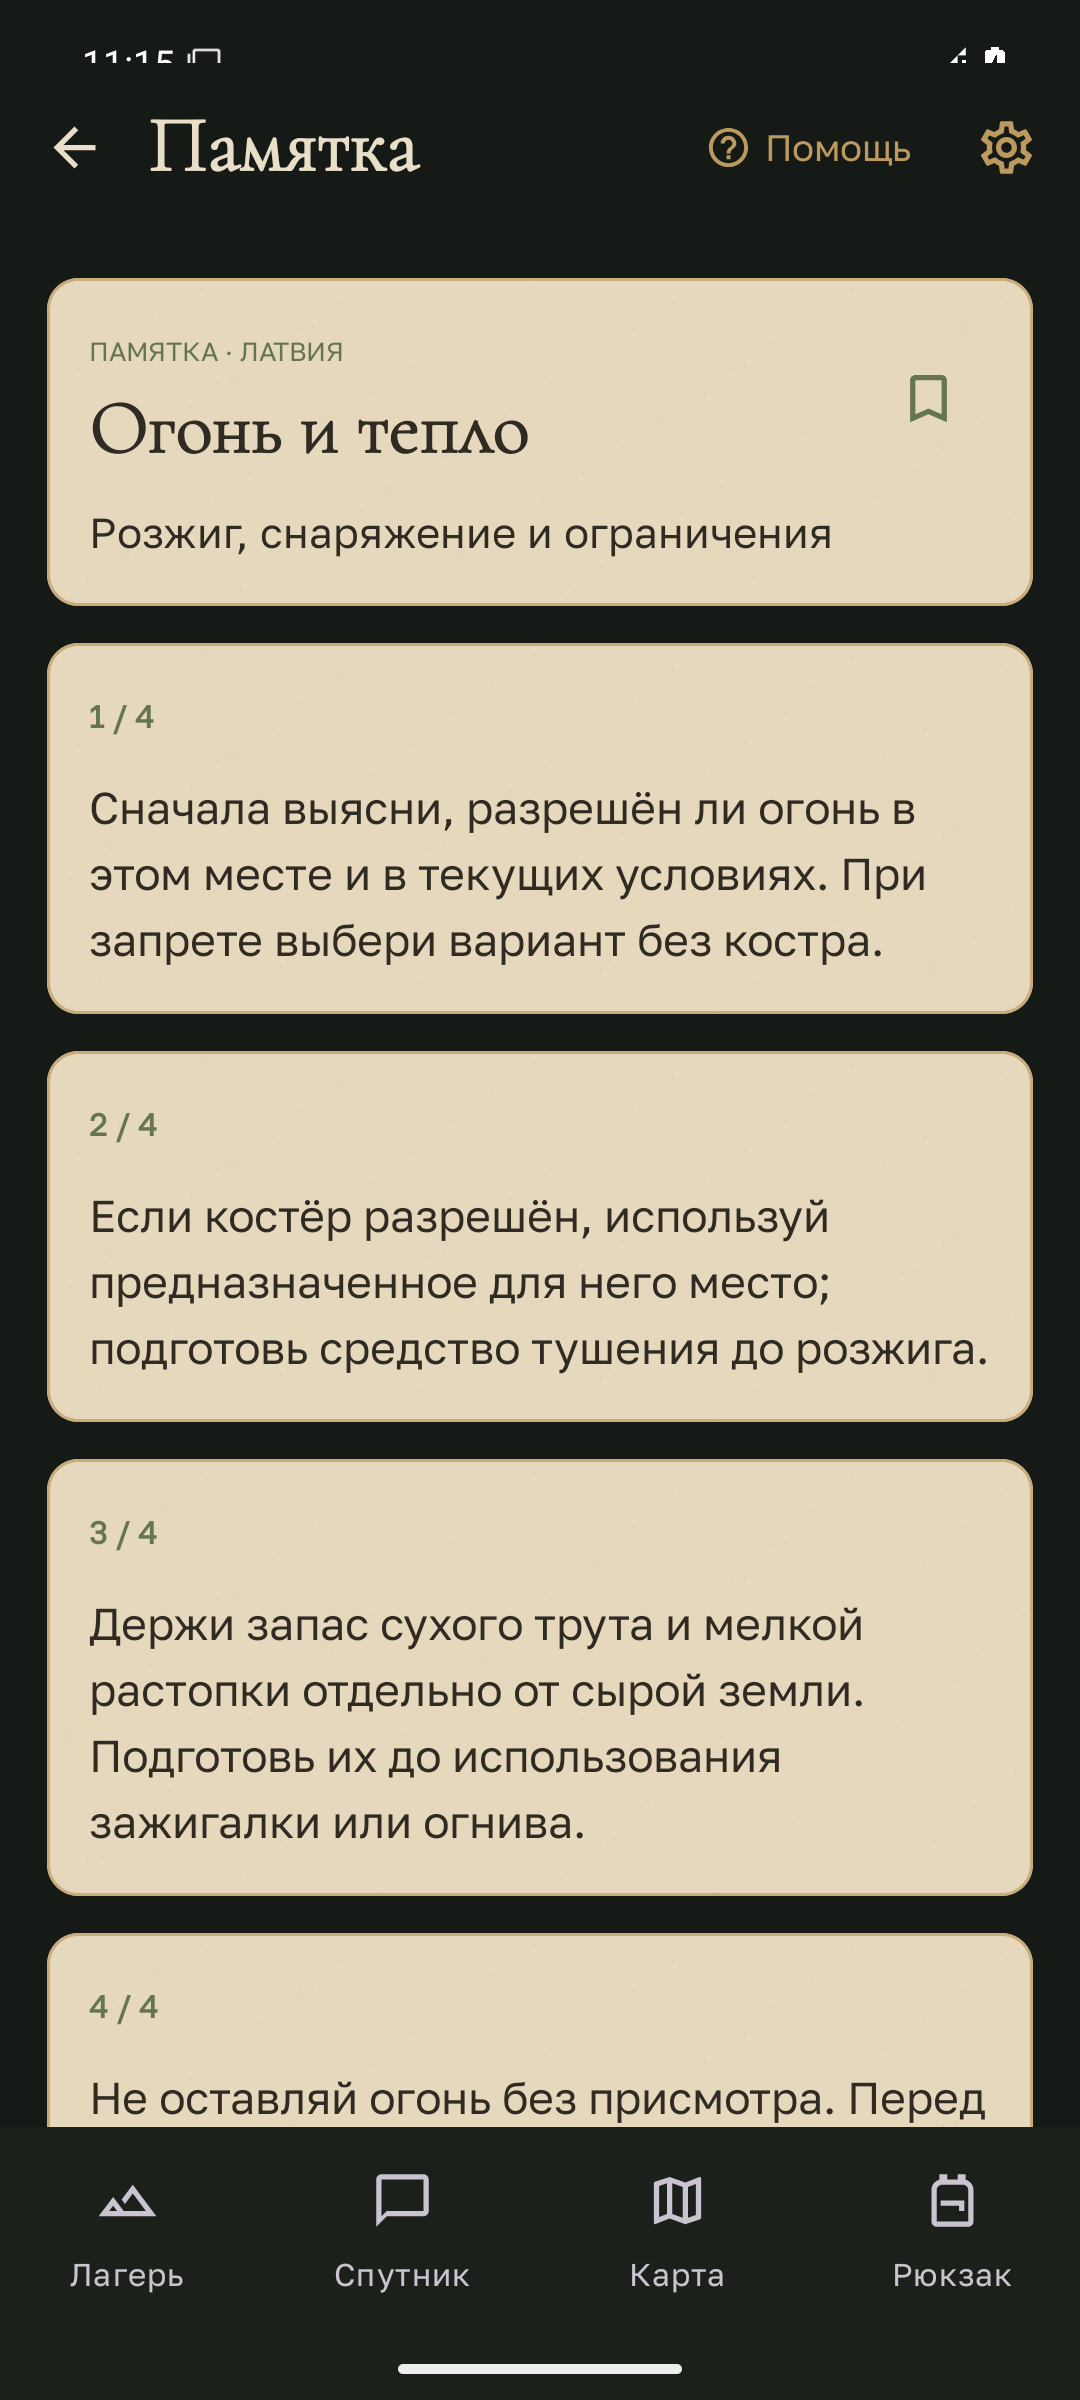 11:15
Памятка
Помощь
ПАМЯТКА · ЛАТВИЯ
Огонь и тепло
Розжиг, снаряжение и ограничения
1 / 4
Сначала выясни, разрешён ли огонь в
этом месте и в текущих условиях. При
запрете выбери вариант без костра.
2 / 4
Если костёр разрешён, используй
предназначенное для него место;
подготовь средство тушения до розжига.
3 / 4
Держи запас сухого трута и мелкой
растопки отдельно от сырой земли.
Подготовь их до использования
зажигалки или огнива.
4 / 4
Не оставляй огонь без присмотра. Перед
Лагерь
Спутник
Карта
Рюкзак